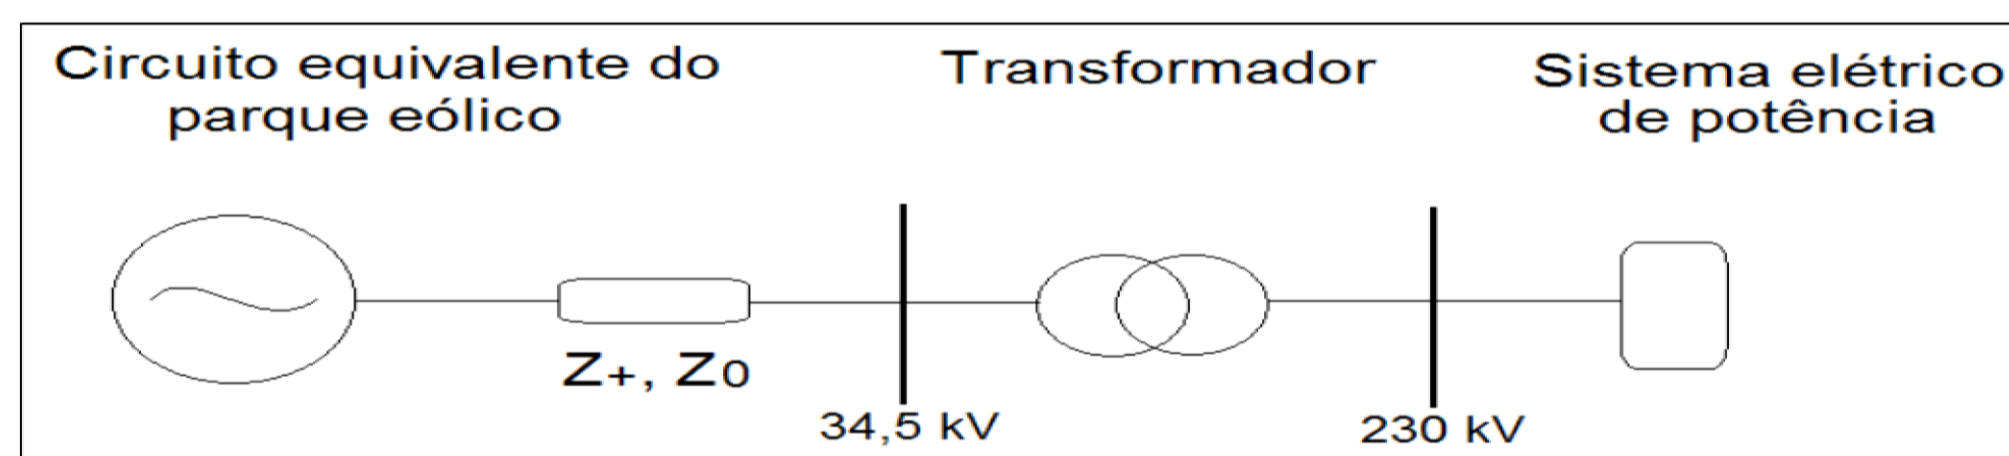 Circuito equivalente do
parque eólico
Transformador
Sistema elétrico
de potência
Z+, Z0
34,5 kV
230 kV